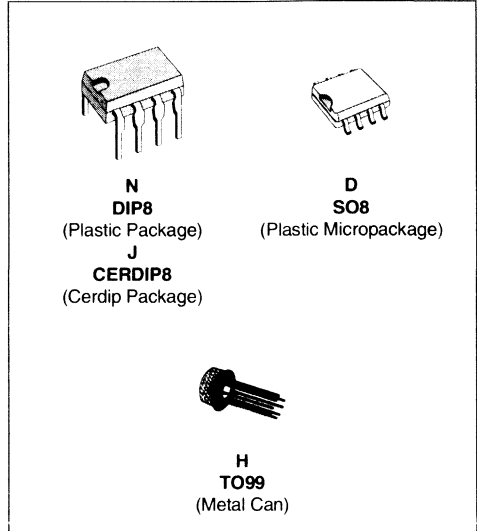 N
DIP8
(Plastic Package)
J
CERDIP8
(Cerdip Package)
D
SO8
(Plastic Micropackage)
H
TO99
(Metal Can)